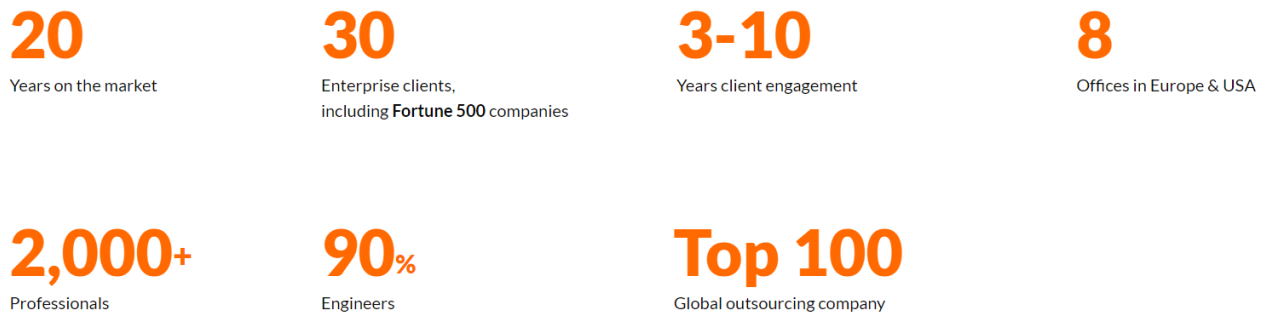 20
Years on the market
30
Enterprise clients,
including Fortune 500 companies
3-10
Years client engagement
8
Offices in Europe & USA
2,000+
Professionals
90%
Engineers
Top 100
Global outsourcing company